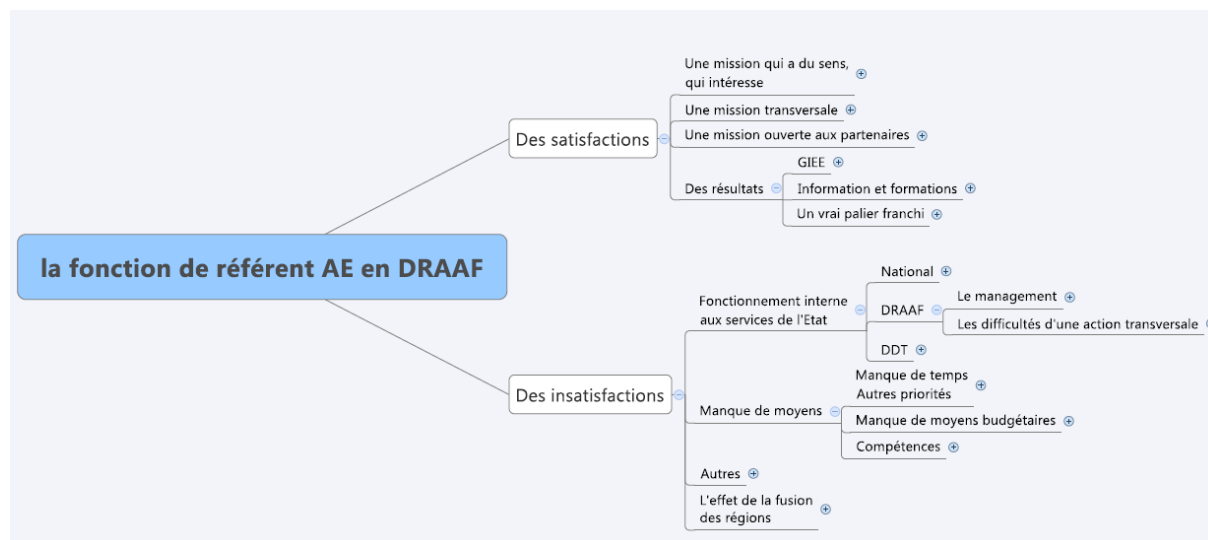 Une mission qui a du sens,
qui intéresse
Une mission transversale
Des satisfactions
Une mission ouverte aux partenaires
GIEE
Des résultats
Information et formations
Un vrai palier franchi
la fonction de référent AE en DRAAF
National
Fonctionnement interne
aux services de l'Etat
DRAAF
Le management
Les difficultés d'une action transversale
DDT
Des insatisfactions
Manque de temps
Autres priorités
Manque de moyens
Manque de moyens budgétaires
Compétences
Autres
L'effet de la fusion
des régions